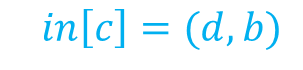 in[c] = (d, b)